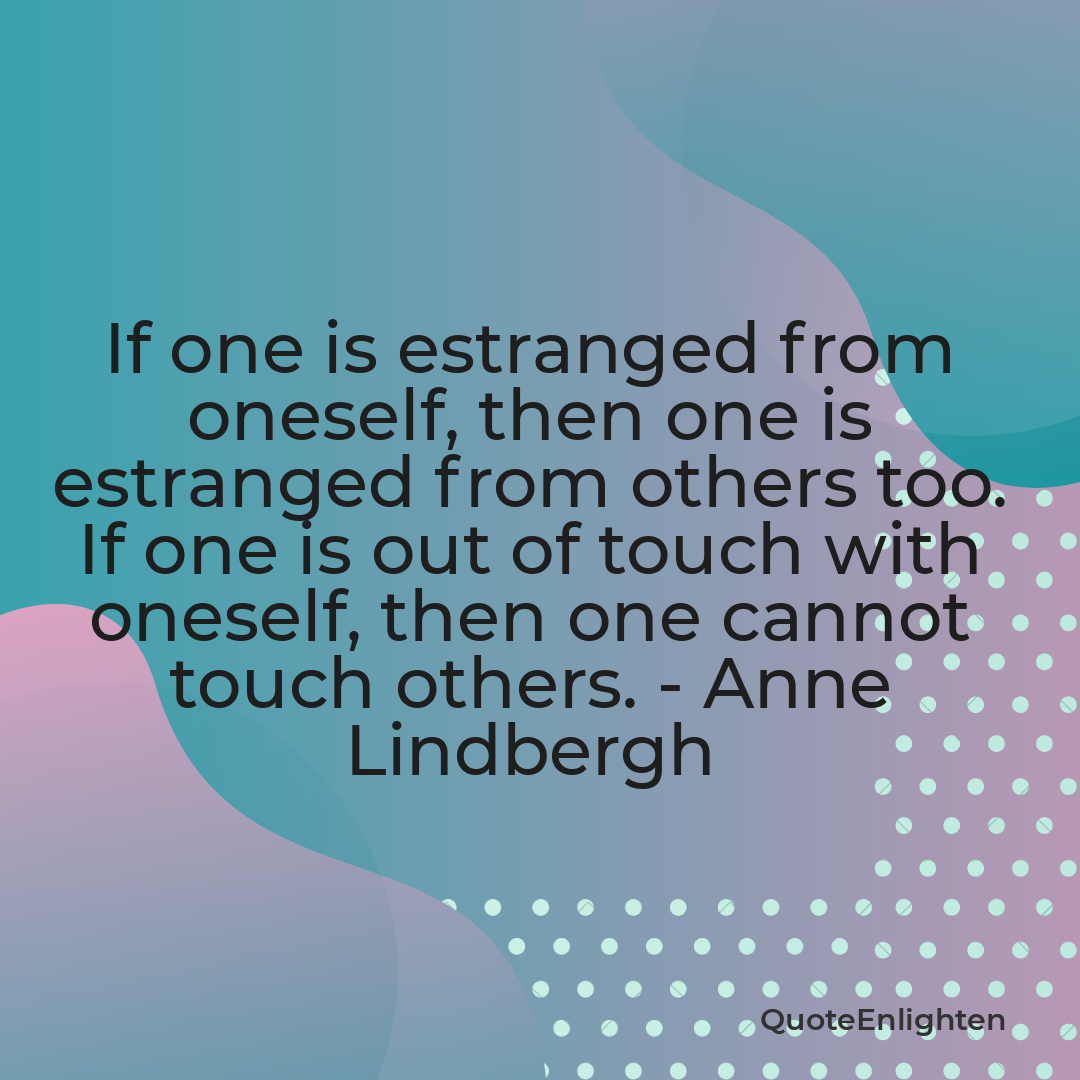 If one is estranged from
oneself, then one is
estranged from others too.
If one is out of touch with
oneself, then one cannot
touch others. - Anne
Lindbergh
QuoteEnlighten